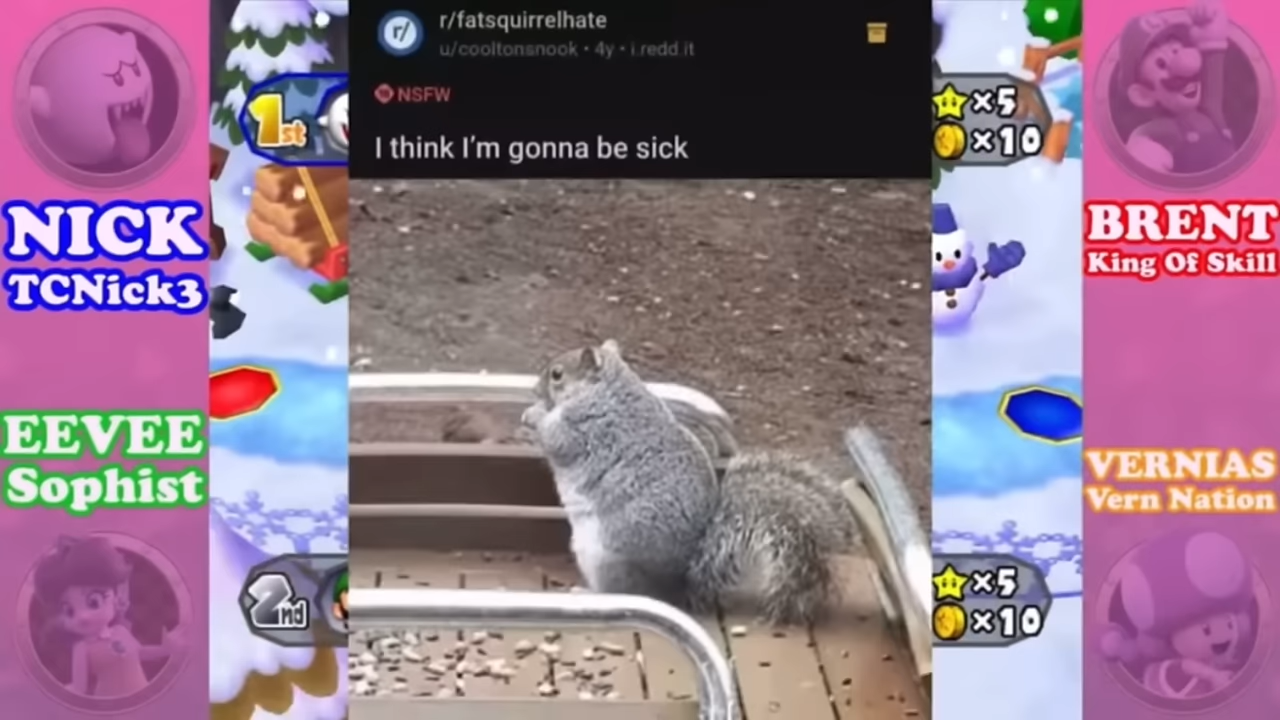 r/
r/fatsquirrelhate
u/cooltonsnook • 4y • i.redd.it
NSFW
I think I'm gonna be sick
1st
×5
×10
NICK
TCNick3
BRENT
King Of Skill
EEVEE
Sophist
VERNIAS
Vern Nation
2nd
×5
×10